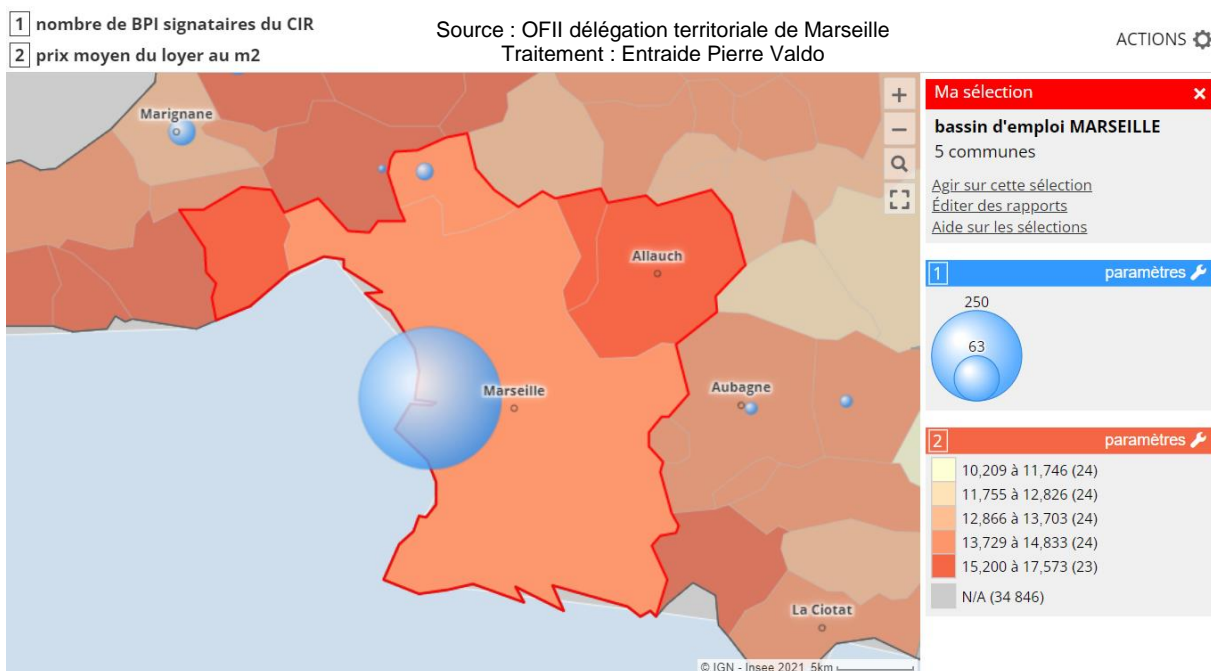 1 nombre de BPI signataires du CIR
2 prix moyen du loyer au m2
Source : OFII délégation territoriale de Marseille
Traitement : Entraide Pierre Valdo
ACTIONS
Marignane
Allauch
Marseille
Aubagne
La Ciotat
© IGN - Insee 2021 5km
Ma sélection
bassin d'emploi MARSEILLE
5 communes
Agir sur cette sélection
Éditer des rapports
Aide sur les sélections
1 paramètres
250
63
2 paramètres
10,209 à 11,746 (24)
11,755 à 12,826 (24)
12,866 à 13,703 (24)
13,729 à 14,833 (24)
15,200 à 17,573 (23)
N/A (34 846)